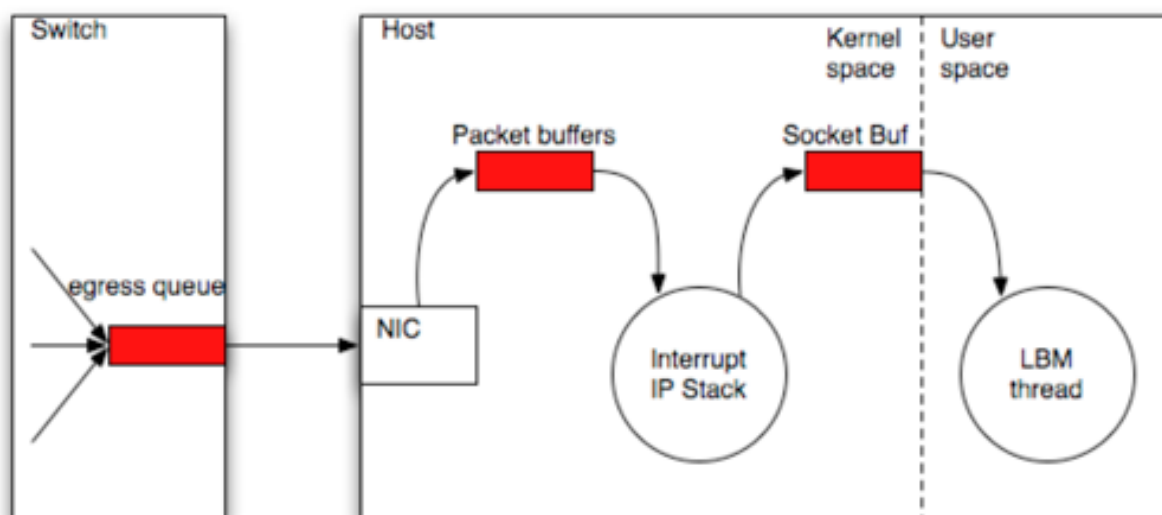 Switch
Host
Kernel
space
User
space
Packet buffers
Socket Buf
egress queue
NIC
Interrupt
IP Stack
LBM
thread